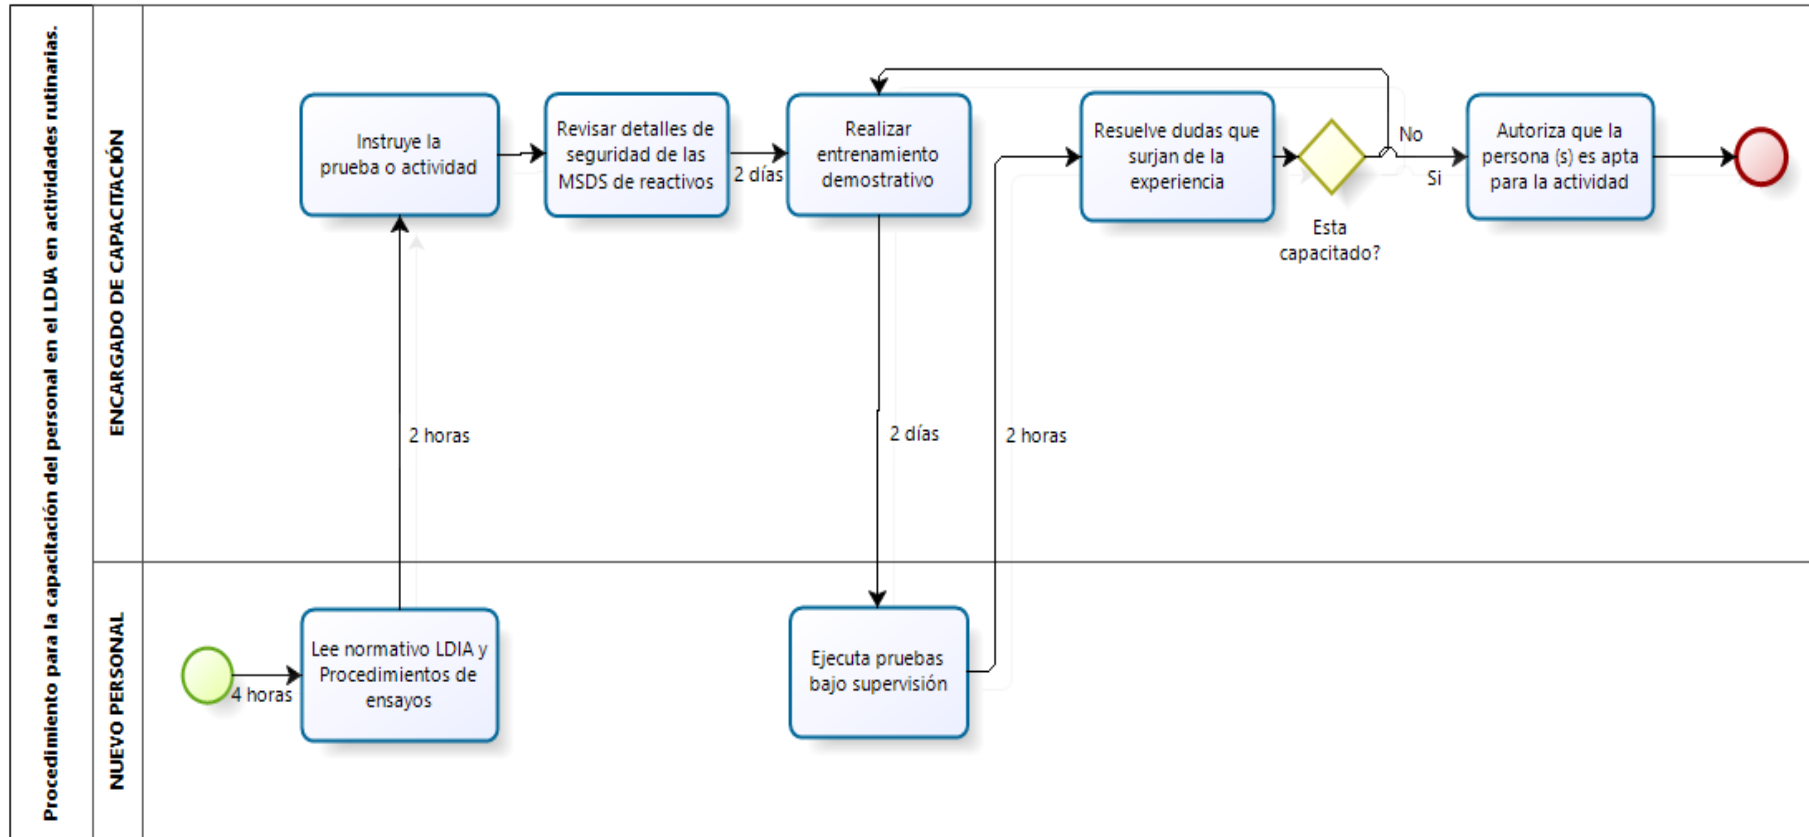 Procedimiento para la capacitación del personal en el LDIA en actividades rutinarias.
ENCARGADO DE CAPACITACIÓN
Instruye la
prueba o actividad
Revisar detalles de
seguridad de las
MSDS de reactivos
2 días
Realizar
entrenamiento
demostrativo
Resuelve dudas que
surjan de la
experiencia
Esta
capacitado?
No
Si
Autoriza que la
persona (s) es apta
para la actividad
2 horas
2 días
2 horas
NUEVO PERSONAL
4 horas
Lee normativo LDIA y
Procedimientos de
ensayos
Ejecuta pruebas
bajo supervisión